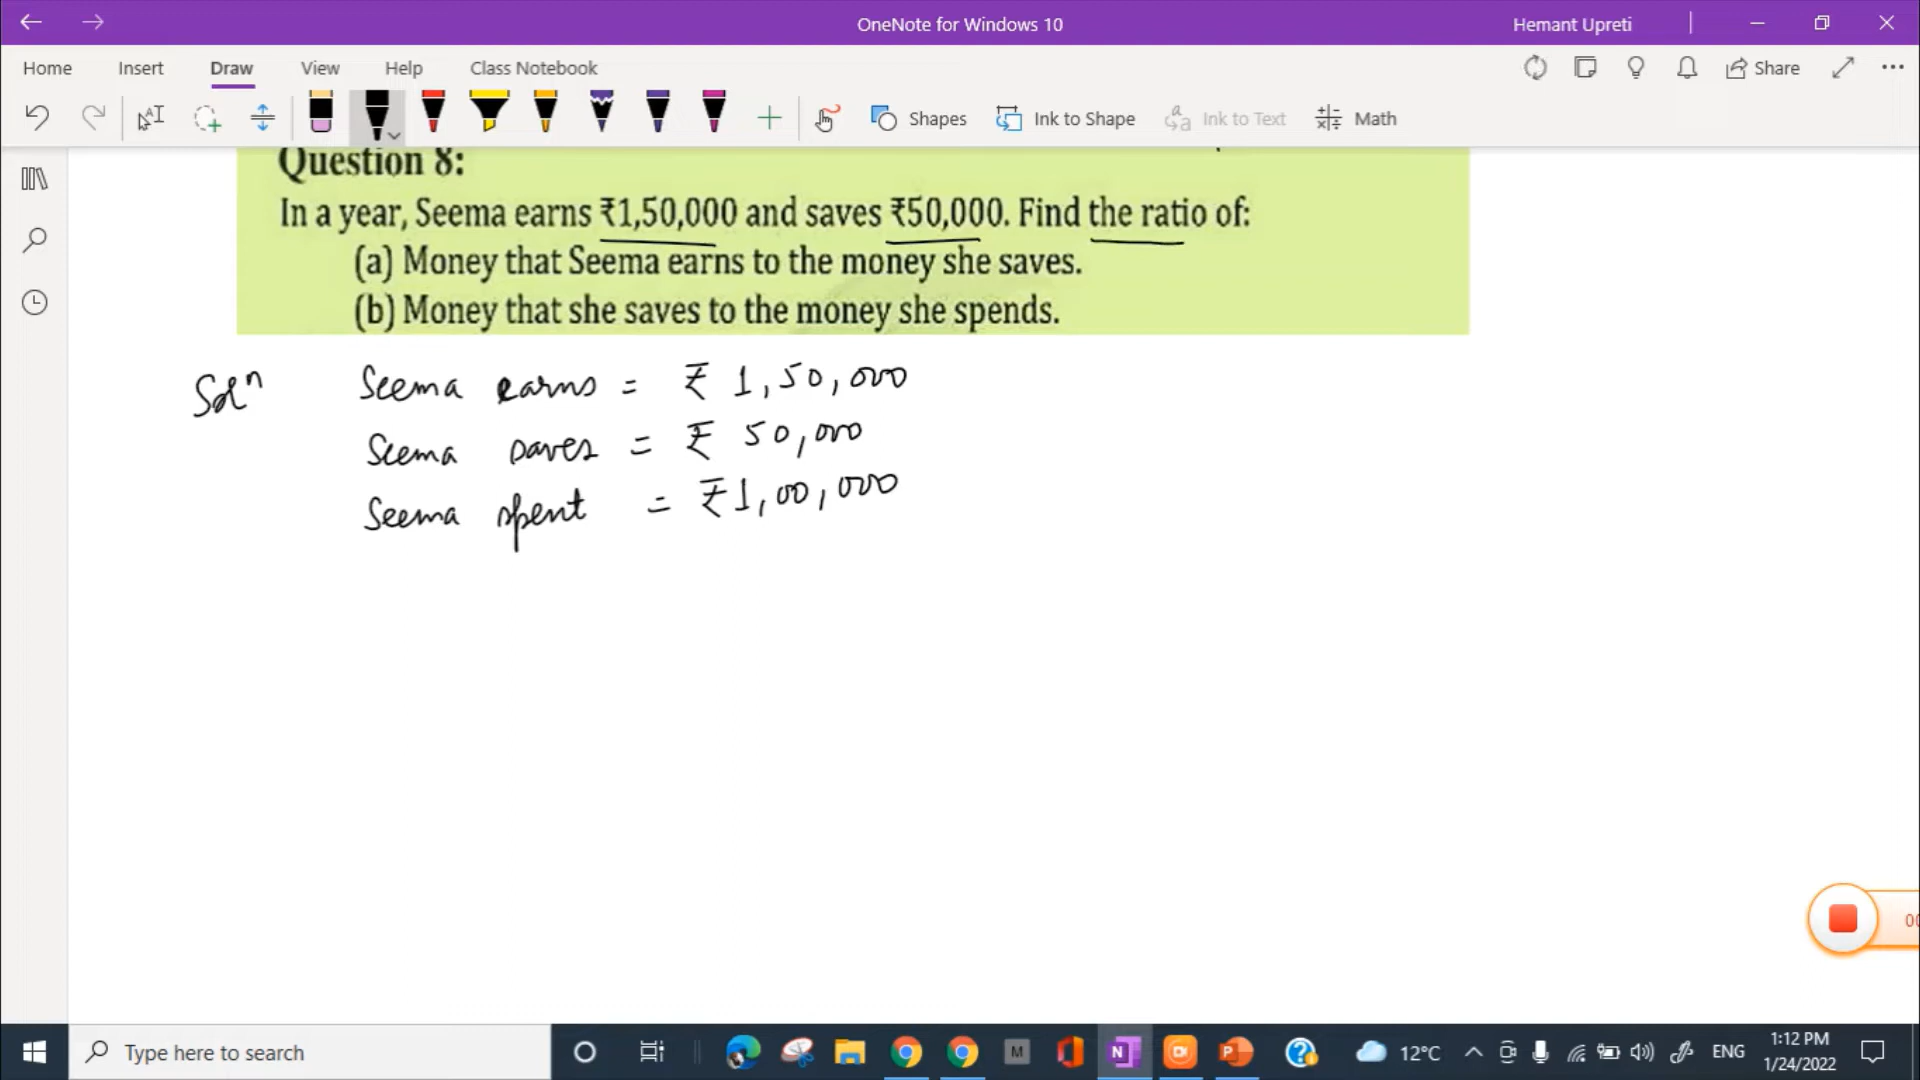 OneNote for Windows 10
Hemant Upreti
Home Insert Draw View Help Class Notebook
Share
Shapes Ink to Shape Ink to Text Math
Question 8:
In a year, Seema earns ₹1,50,000 and saves ₹50,000. Find the ratio of:
(a) Money that Seema earns to the money she saves.
(b) Money that she saves to the money she spends.
Solⁿ Seema earns = ₹ 1,50,000
Seema saves = ₹ 50,000
Seema spent = ₹1,00,000
Type here to search
12°C
ENG
1:12 PM
1/24/2022